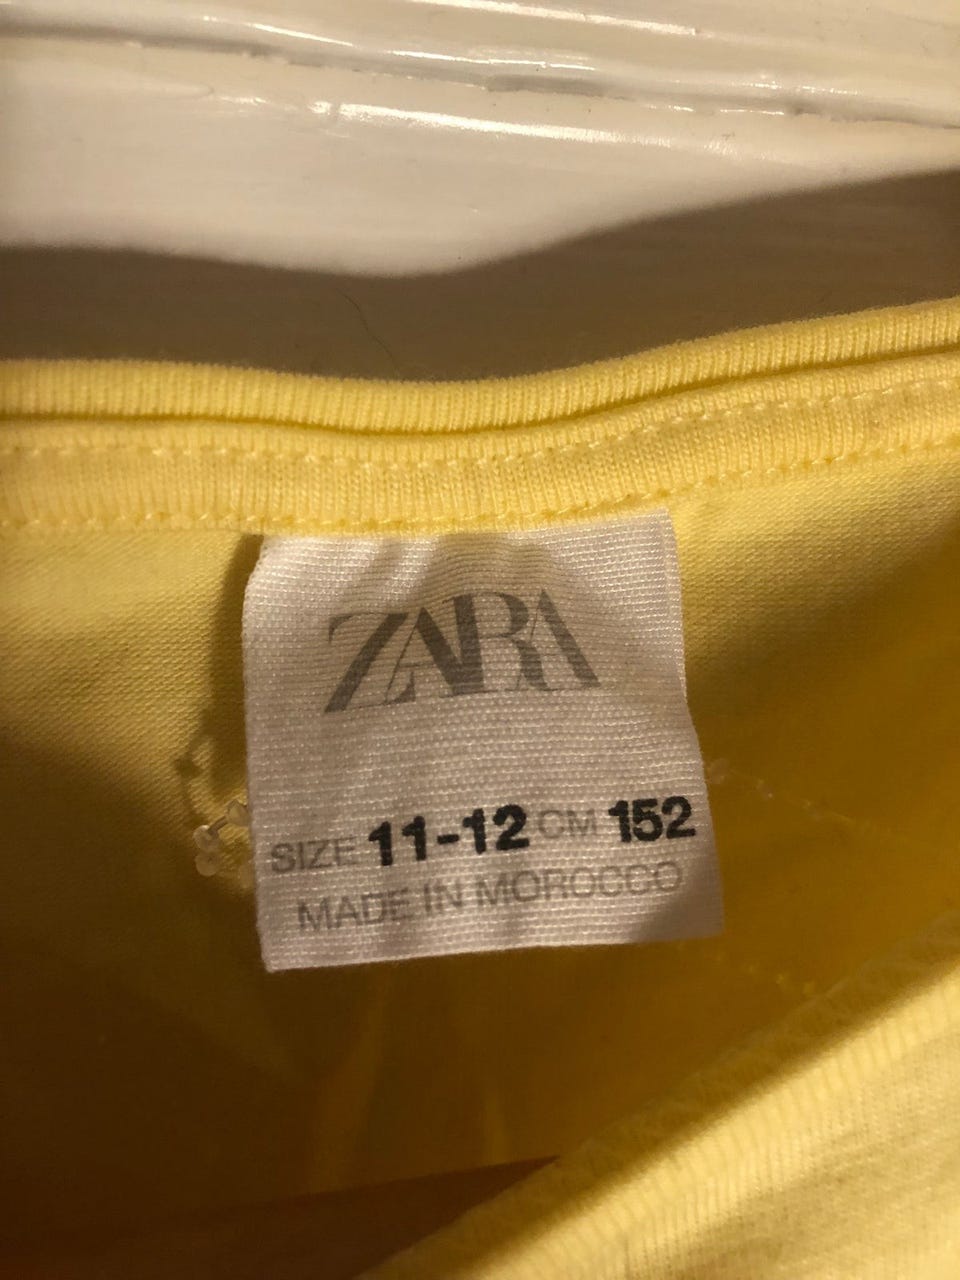 ZARA
SIZE 11-12 CM 152
MADE IN MOROCCO